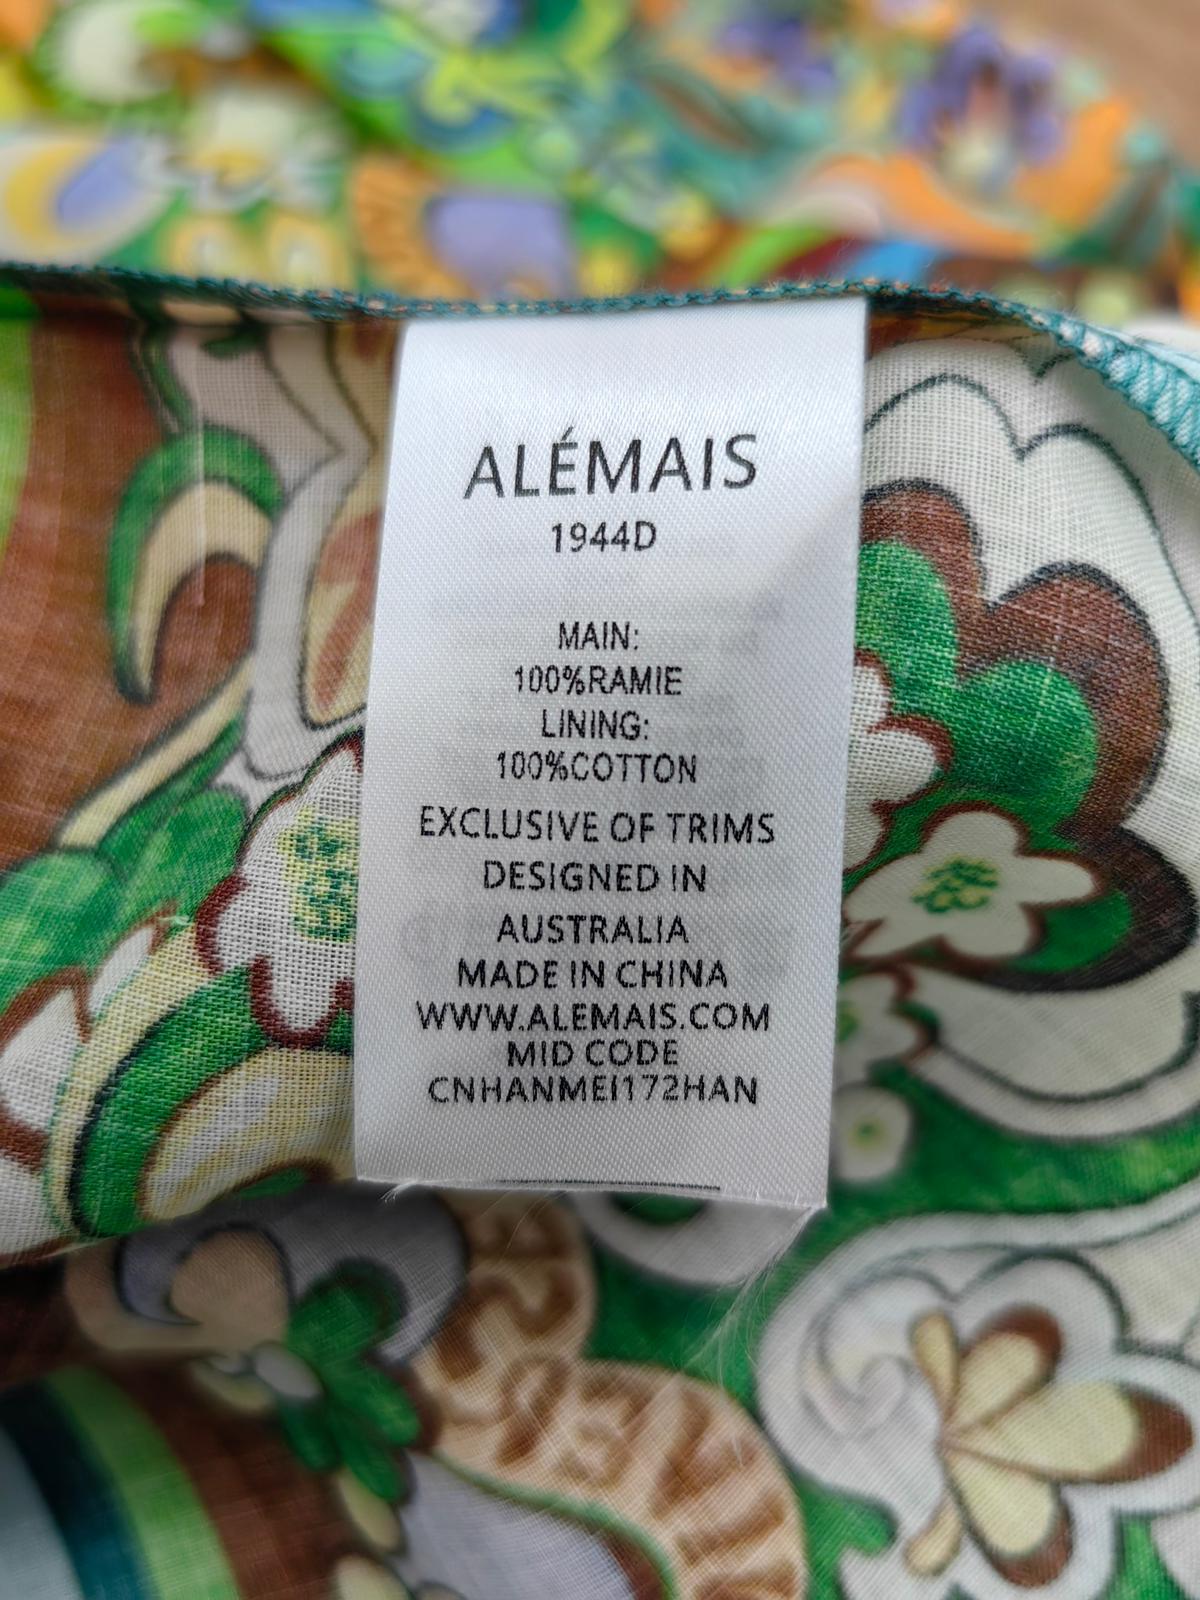 ALÉMAIS
1944D
MAIN:
100%RAMIE
LINING:
100%COTTON
EXCLUSIVE OF TRIMS
DESIGNED IN
AUSTRALIA
MADE IN CHINA
WWW.ALEMAIS.COM
MID CODE
CNHANMEI172HAN